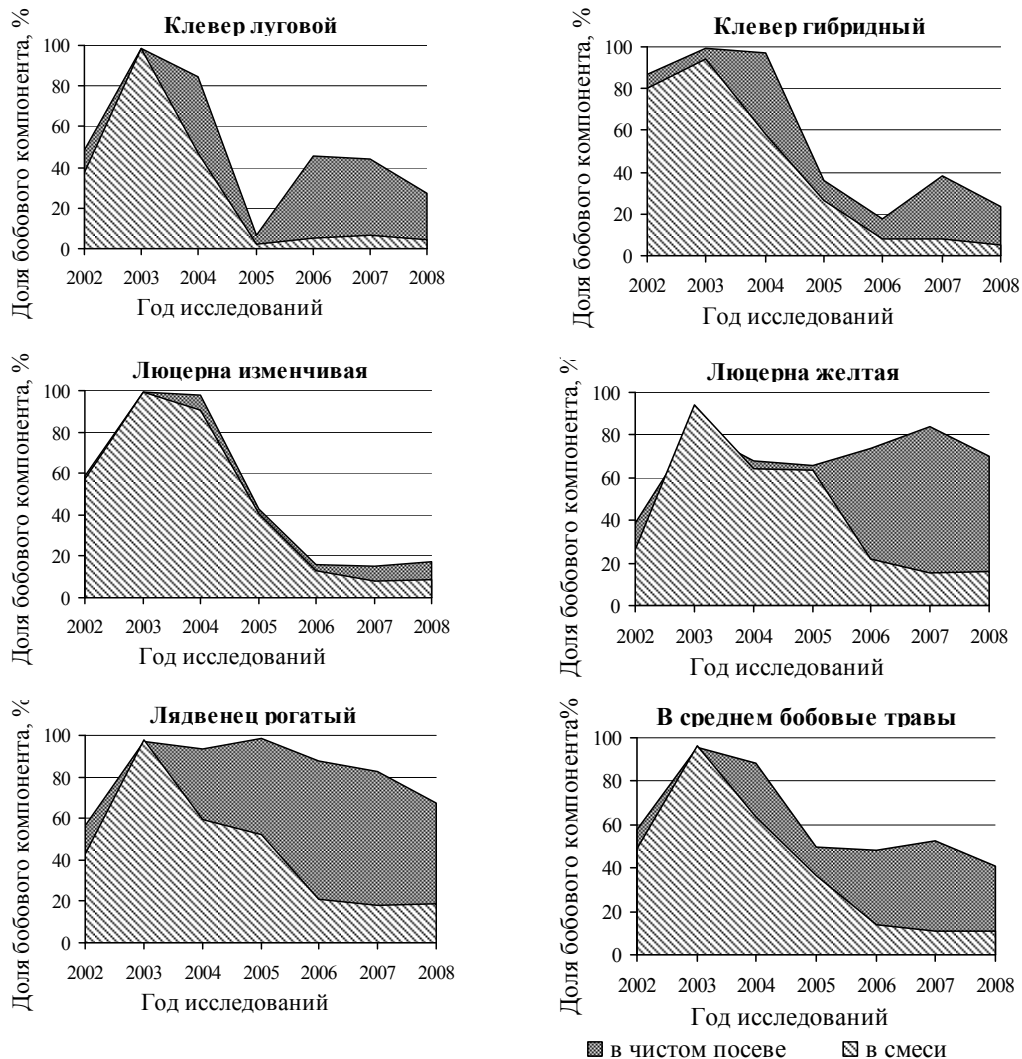 Клевер луговой
Доля бобового компонента, %
100
80
60
40
20
0
2002 2003 2004 2005 2006 2007 2008
Год исследований
Клевер гибридный
Доля бобового компонента, %
100
80
60
40
20
0
2002 2003 2004 2005 2006 2007 2008
Год исследований
Люцерна изменчивая
Доля бобового компонента, %
100
80
60
40
20
0
2002 2003 2004 2005 2006 2007 2008
Год исследований
Люцерна желтая
Доля бобового компонента, %
100
80
60
40
20
0
2002 2003 2004 2005 2006 2007 2008
Год исследований
Лядвенец рогатый
Доля бобового компонента, %
100
80
60
40
20
0
2002 2003 2004 2005 2006 2007 2008
Год исследований
В среднем бобовые травы
Доля бобового компонента%
100
80
60
40
20
0
2002 2003 2004 2005 2006 2007 2008
Год исследований
в чистом посеве в смеси